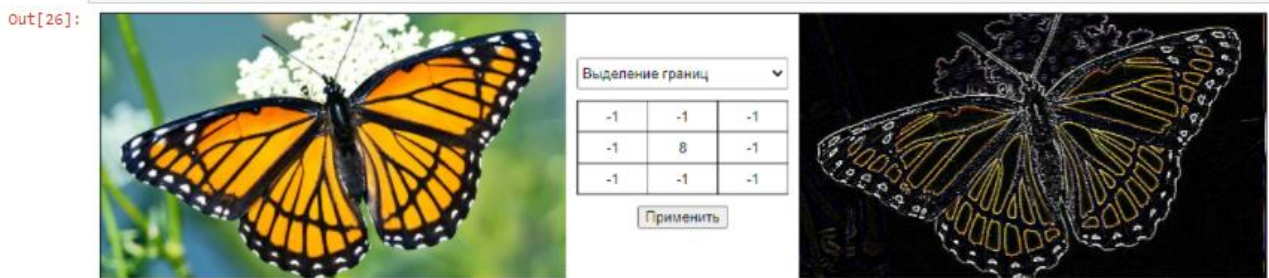 Out[26]:
Выделение границ
-1 -1 -1
-1 8 -1
-1 -1 -1
Применить